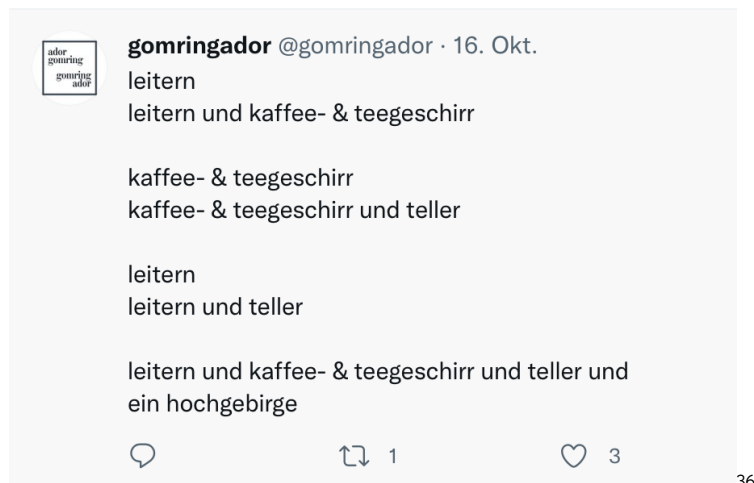 ador
gomring
gomring
ador
gomringador @gomringador · 16. Okt.
leitern
leitern und kaffee- & teegeschirr
kaffee- & teegeschirr
kaffee- & teegeschirr und teller
leitern
leitern und teller
leitern und kaffee- & teegeschirr und teller und
ein hochgebirge
1 3
36